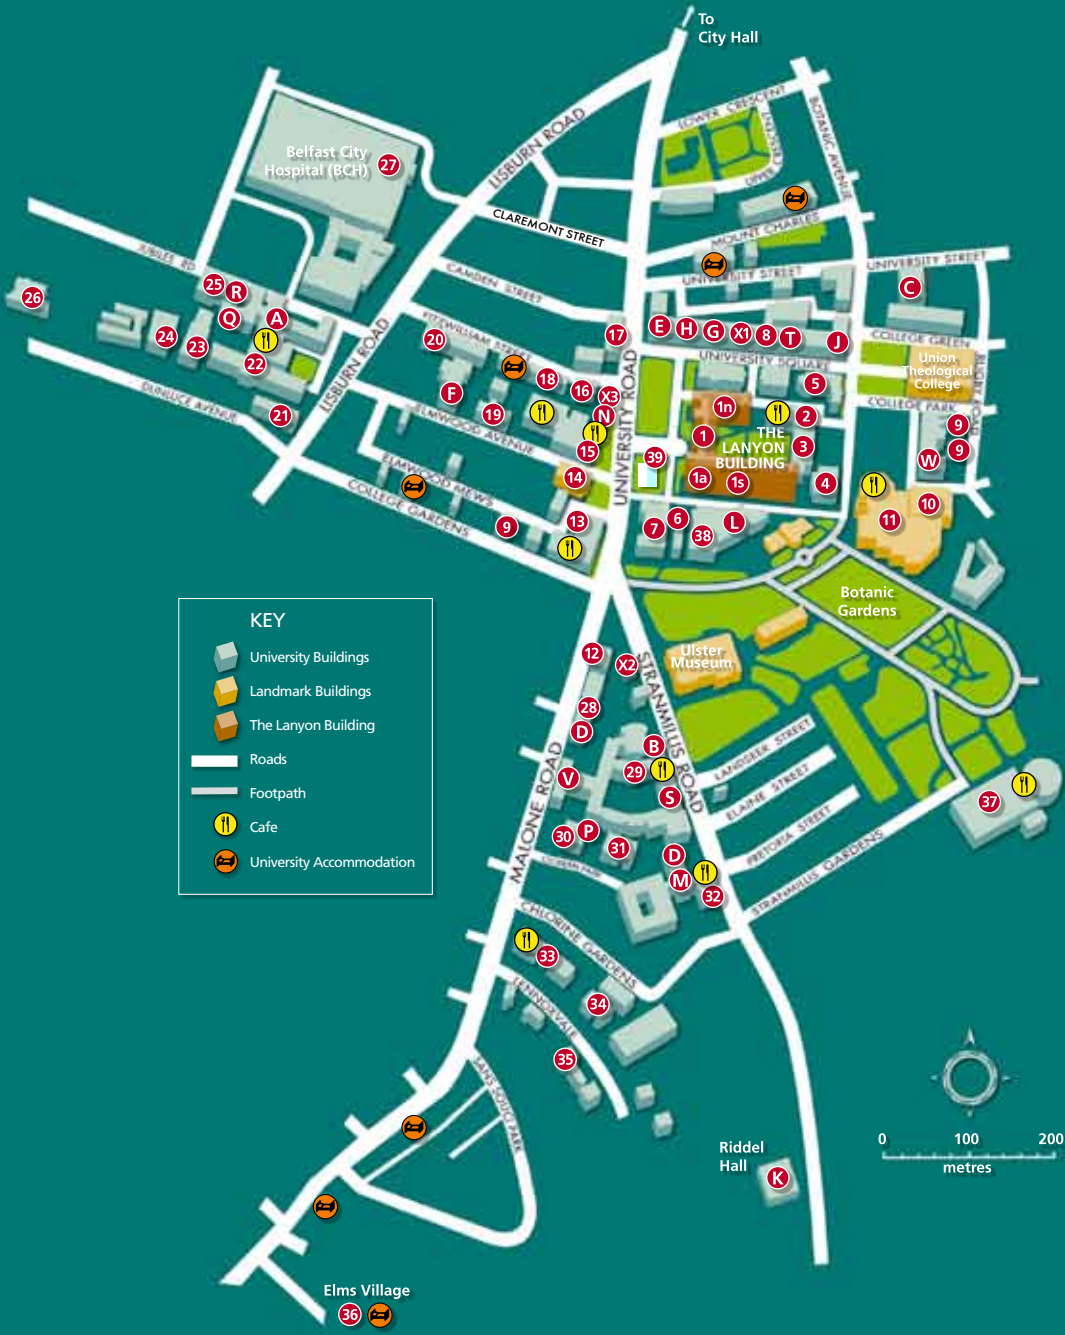 To
City Hall
LOWER CRESCENT
CRESCENT
UPPER
BOTANIC AVENUE
LISBURN ROAD
Belfast City
Hospital (BCH)
27
CLAREMONT STREET
MOUNT CHARLES
UNIVERSITY STREET
UNIVERSITY STREET
JUBILEE RD
CAMDEN STREET
26
25
R
Q
A
24
23
22
21
C
FITZWILLIAM STREET
LISBURN ROAD
20
17
E
H
G
X1
8
T
J
COLLEGE GREEN
UNIVERSITY SQUARE
Union
Theological
College
RUGBY ROAD
UNIVERSITY ROAD
F
18
16
X3
N
19
15
5
1n
2
COLLEGE PARK
9
9
W
DUNLUCE AVENUE
ELMWOOD AVENUE
1
THE
LANYON
BUILDING
3
39
1a
1s
4
14
ELMWOOD MEWS
COLLEGE GARDENS
9
13
7
6
38
L
11
10
Botanic
Gardens
KEY
University Buildings
Landmark Buildings
The Lanyon Building
Roads
Footpath
Cafe
University Accommodation
12
X2
Ulster
Museum
STRANMILLIS ROAD
28
D
B
29
V
S
LANDSEER STREET
ELAINE STREET
PRETORIA STREET
STRANMILLIS GARDENS
37
MALONE ROAD
30
P
31
D
M
32
CHLORINE GARDENS
33
LENNOXVALE
34
35
SANS SOUCI PARK
Riddel
Hall
K
0 100 200
metres
Elms Village
36